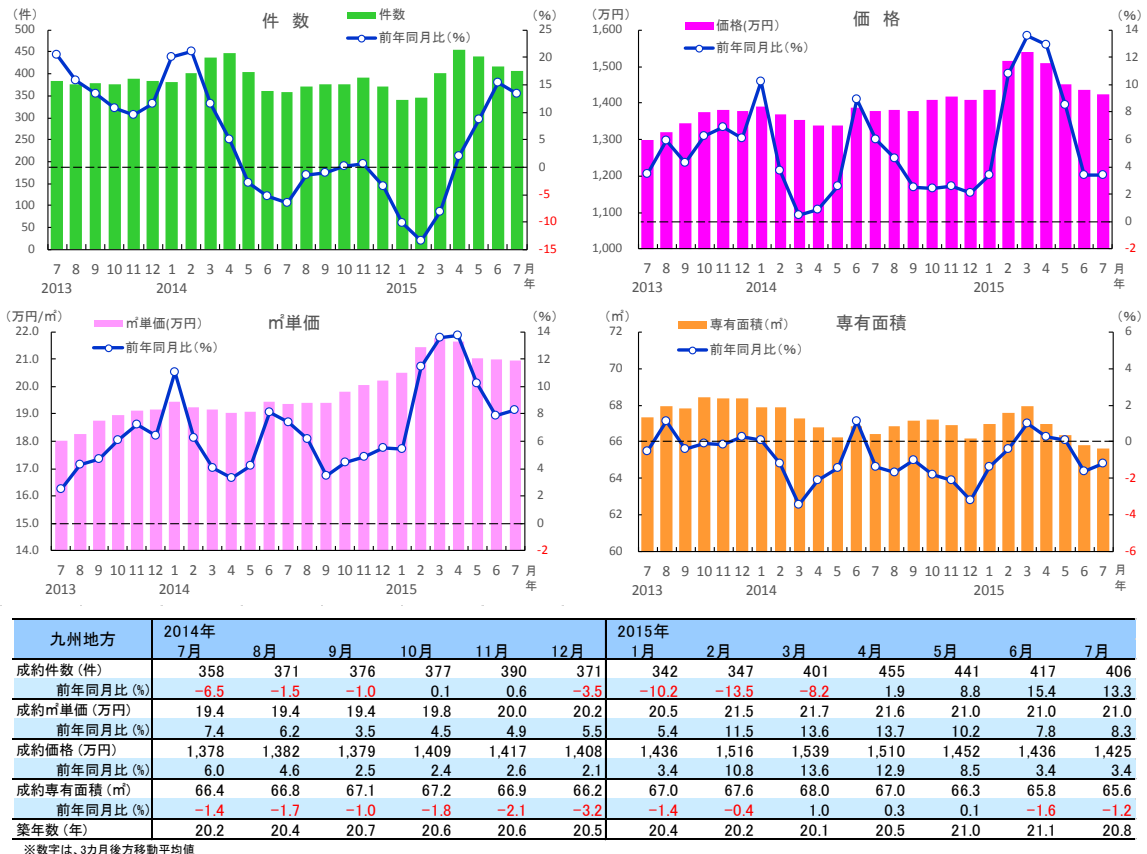 (件) 件 数 (%)
件数
前年同月比(%)
500 450 400 350 300 250 200 150 100 50 0
25 20 15 10 5 0 -5 -10 -15
7 8 9 10 11 12 1 2 3 4 5 6 7 8 9 10 11 12 1 2 3 4 5 6 7 月
2013 2014 2015 年
(万円) 価 格 (%)
価格(万円)
前年同月比(%)
1,600 1,500 1,400 1,300 1,200 1,100 1,000
14 12 10 8 6 4 2 0 -2
7 8 9 10 11 12 1 2 3 4 5 6 7 8 9 10 11 12 1 2 3 4 5 6 7 月
2013 2014 2015 年
(万円/㎡) ㎡単価 (%)
㎡単価(万円)
前年同月比(%)
22.0 21.0 20.0 19.0 18.0 17.0 16.0 15.0 14.0
14 12 10 8 6 4 2 0 -2
7 8 9 10 11 12 1 2 3 4 5 6 7 8 9 10 11 12 1 2 3 4 5 6 7 月
2013 2014 2015 年
(㎡) 専有面積 (%)
専有面積(㎡)
前年同月比(%)
72 70 68 66 64 62 60
6 4 2 0 -2 -4 -6
7 8 9 10 11 12 1 2 3 4 5 6 7 8 9 10 11 12 1 2 3 4 5 6 7 月
2013 2014 2015 年
九州地方 2014年 2015年
7月 8月 9月 10月 11月 12月 1月 2月 3月 4月 5月 6月 7月
成約件数(件) 358 371 376 377 390 371 342 347 401 455 441 417 406
前年同月比(%) -6.5 -1.5 -1.0 0.1 0.6 -3.5 -10.2 -13.5 -8.2 1.9 8.8 15.4 13.3
成約㎡単価(万円) 19.4 19.4 19.4 19.8 20.0 20.2 20.5 21.5 21.7 21.6 21.0 21.0 21.0
前年同月比(%) 7.4 6.2 3.5 4.5 4.9 5.5 5.4 11.5 13.6 13.7 10.2 7.8 8.3
成約価格(万円) 1,378 1,382 1,379 1,409 1,417 1,408 1,436 1,516 1,539 1,510 1,452 1,436 1,425
前年同月比(%) 6.0 4.6 2.5 2.4 2.6 2.1 3.4 10.8 13.6 12.9 8.5 3.4 3.4
成約専有面積(㎡) 66.4 66.8 67.1 67.2 66.9 66.2 67.0 67.6 68.0 67.0 66.3 65.8 65.6
前年同月比(%) -1.4 -1.7 -1.0 -1.8 -2.1 -3.2 -1.4 -0.4 1.0 0.3 0.1 -1.6 -1.2
築年数(年) 20.2 20.4 20.7 20.6 20.6 20.5 20.4 20.2 20.1 20.5 21.0 21.1 20.8
※数字は、3カ月後方移動平均値